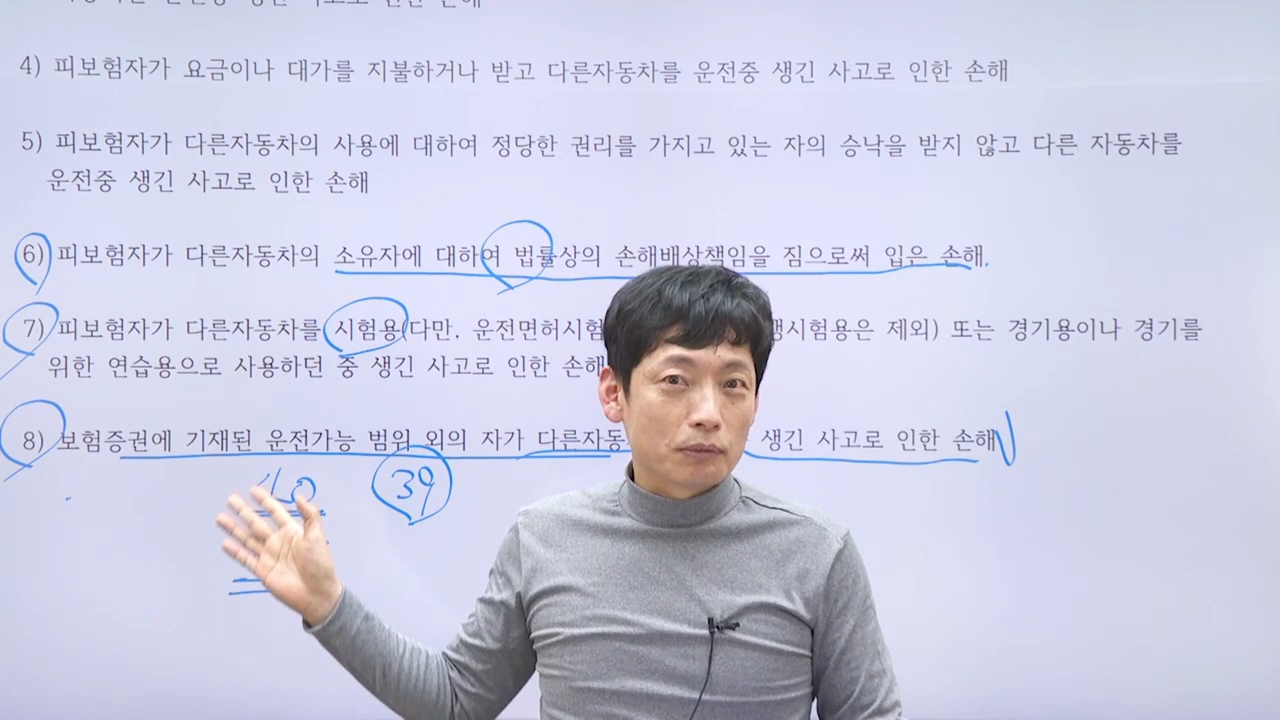 4) 피보험자가 요금이나 대가를 지불하거나 받고 다른자동차를 운전중 생긴 사고로 인한 손해
5) 피보험자가 다른자동차의 사용에 대하여 정당한 권리를 가지고 있는 자의 승낙을 받지 않고 다른 자동차를
운전중 생긴 사고로 인한 손해
6) 피보험자가 다른자동차의 소유자에 대하여 법률상의 손해배상책임을 짐으로써 입은 손해.
7) 피보험자가 다른자동차를 시험용(다만, 운전면허시험 행시험용은 제외) 또는 경기용이나 경기를
위한 연습용으로 사용하던 중 생긴 사고로 인한 손해
8) 보험증권에 기재된 운전가능 범위 외의 자가 다른자동 생긴 사고로 인한 손해
39